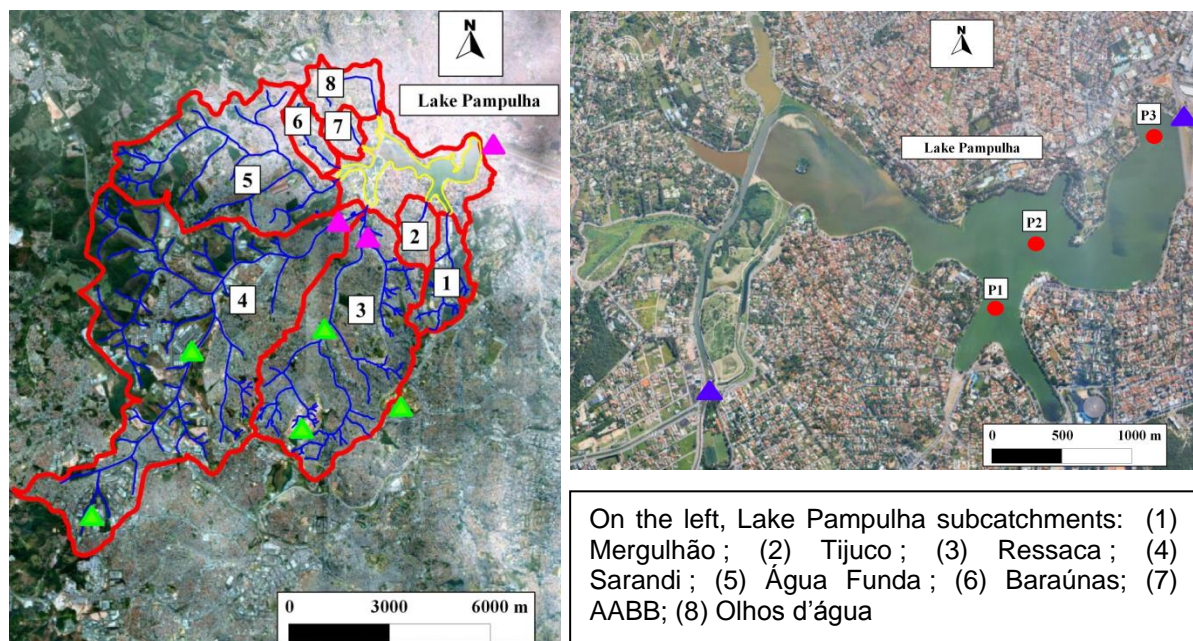 N
Lake Pampulha
8
6
7
5
2
1
4
3
0 3000 6000 m
N
Lake Pampulha
P3
P2
P1
0 500 1000 m
On the left, Lake Pampulha subcatchments: (1)
Mergulhão ; (2) Tijuco ; (3) Ressaca ; (4)
Sarandi ; (5) Água Funda ; (6) Baraúnas; (7)
AABB; (8) Olhos d’água